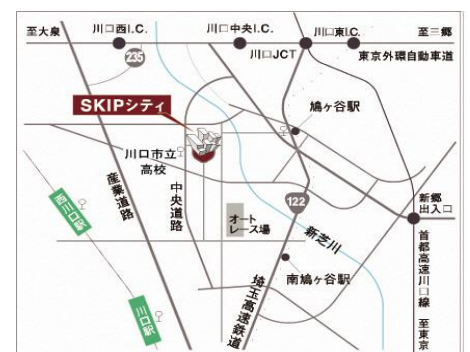 至大泉
川口西I.C.
川口中央I.C.
川口東I.C.
至三郷
235
川口JCT
東京外環自動車道
SKIPシティ
鳩ヶ谷駅
川口市立
高校
産業道路
中央道路
西川口駅
122
オート
レース場
新芝川
新郷
出入口
南鳩ヶ谷駅
川口駅
埼玉高速鉄道
首都高速川口線
至東京